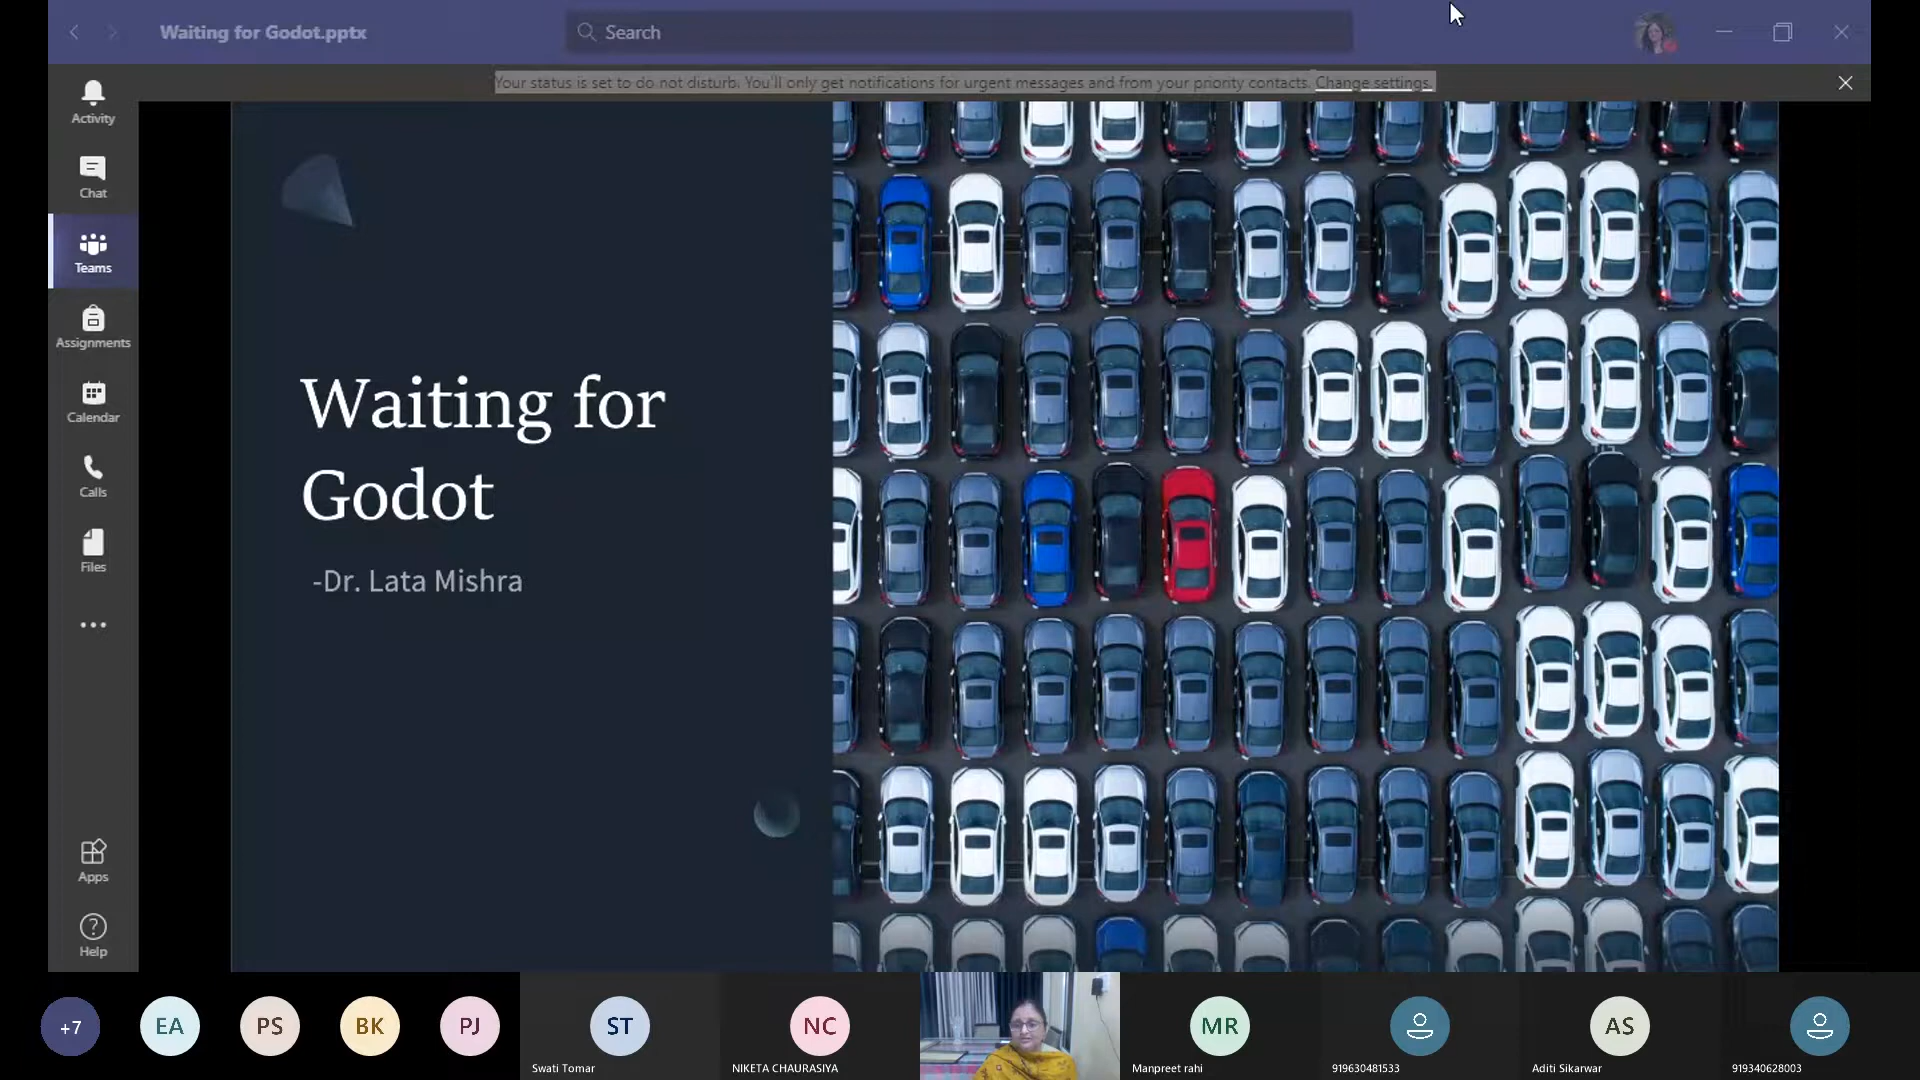 Waiting for Godot.pptx
Search
Your status is set to do not disturb. You'll only get notifications for urgent messages and from your priority contacts. Change settings.
Activity
Chat
Teams
Assignments
Calendar
Calls
Files
Apps
Help
Waiting for
Godot
-Dr. Lata Mishra
+7
EA
PS
BK
PJ
ST
Swati Tomar
NC
NIKETA CHAURASIYA
MR
Manpreet rahi
919630481533
AS
Aditi Sikarwar
919340628003